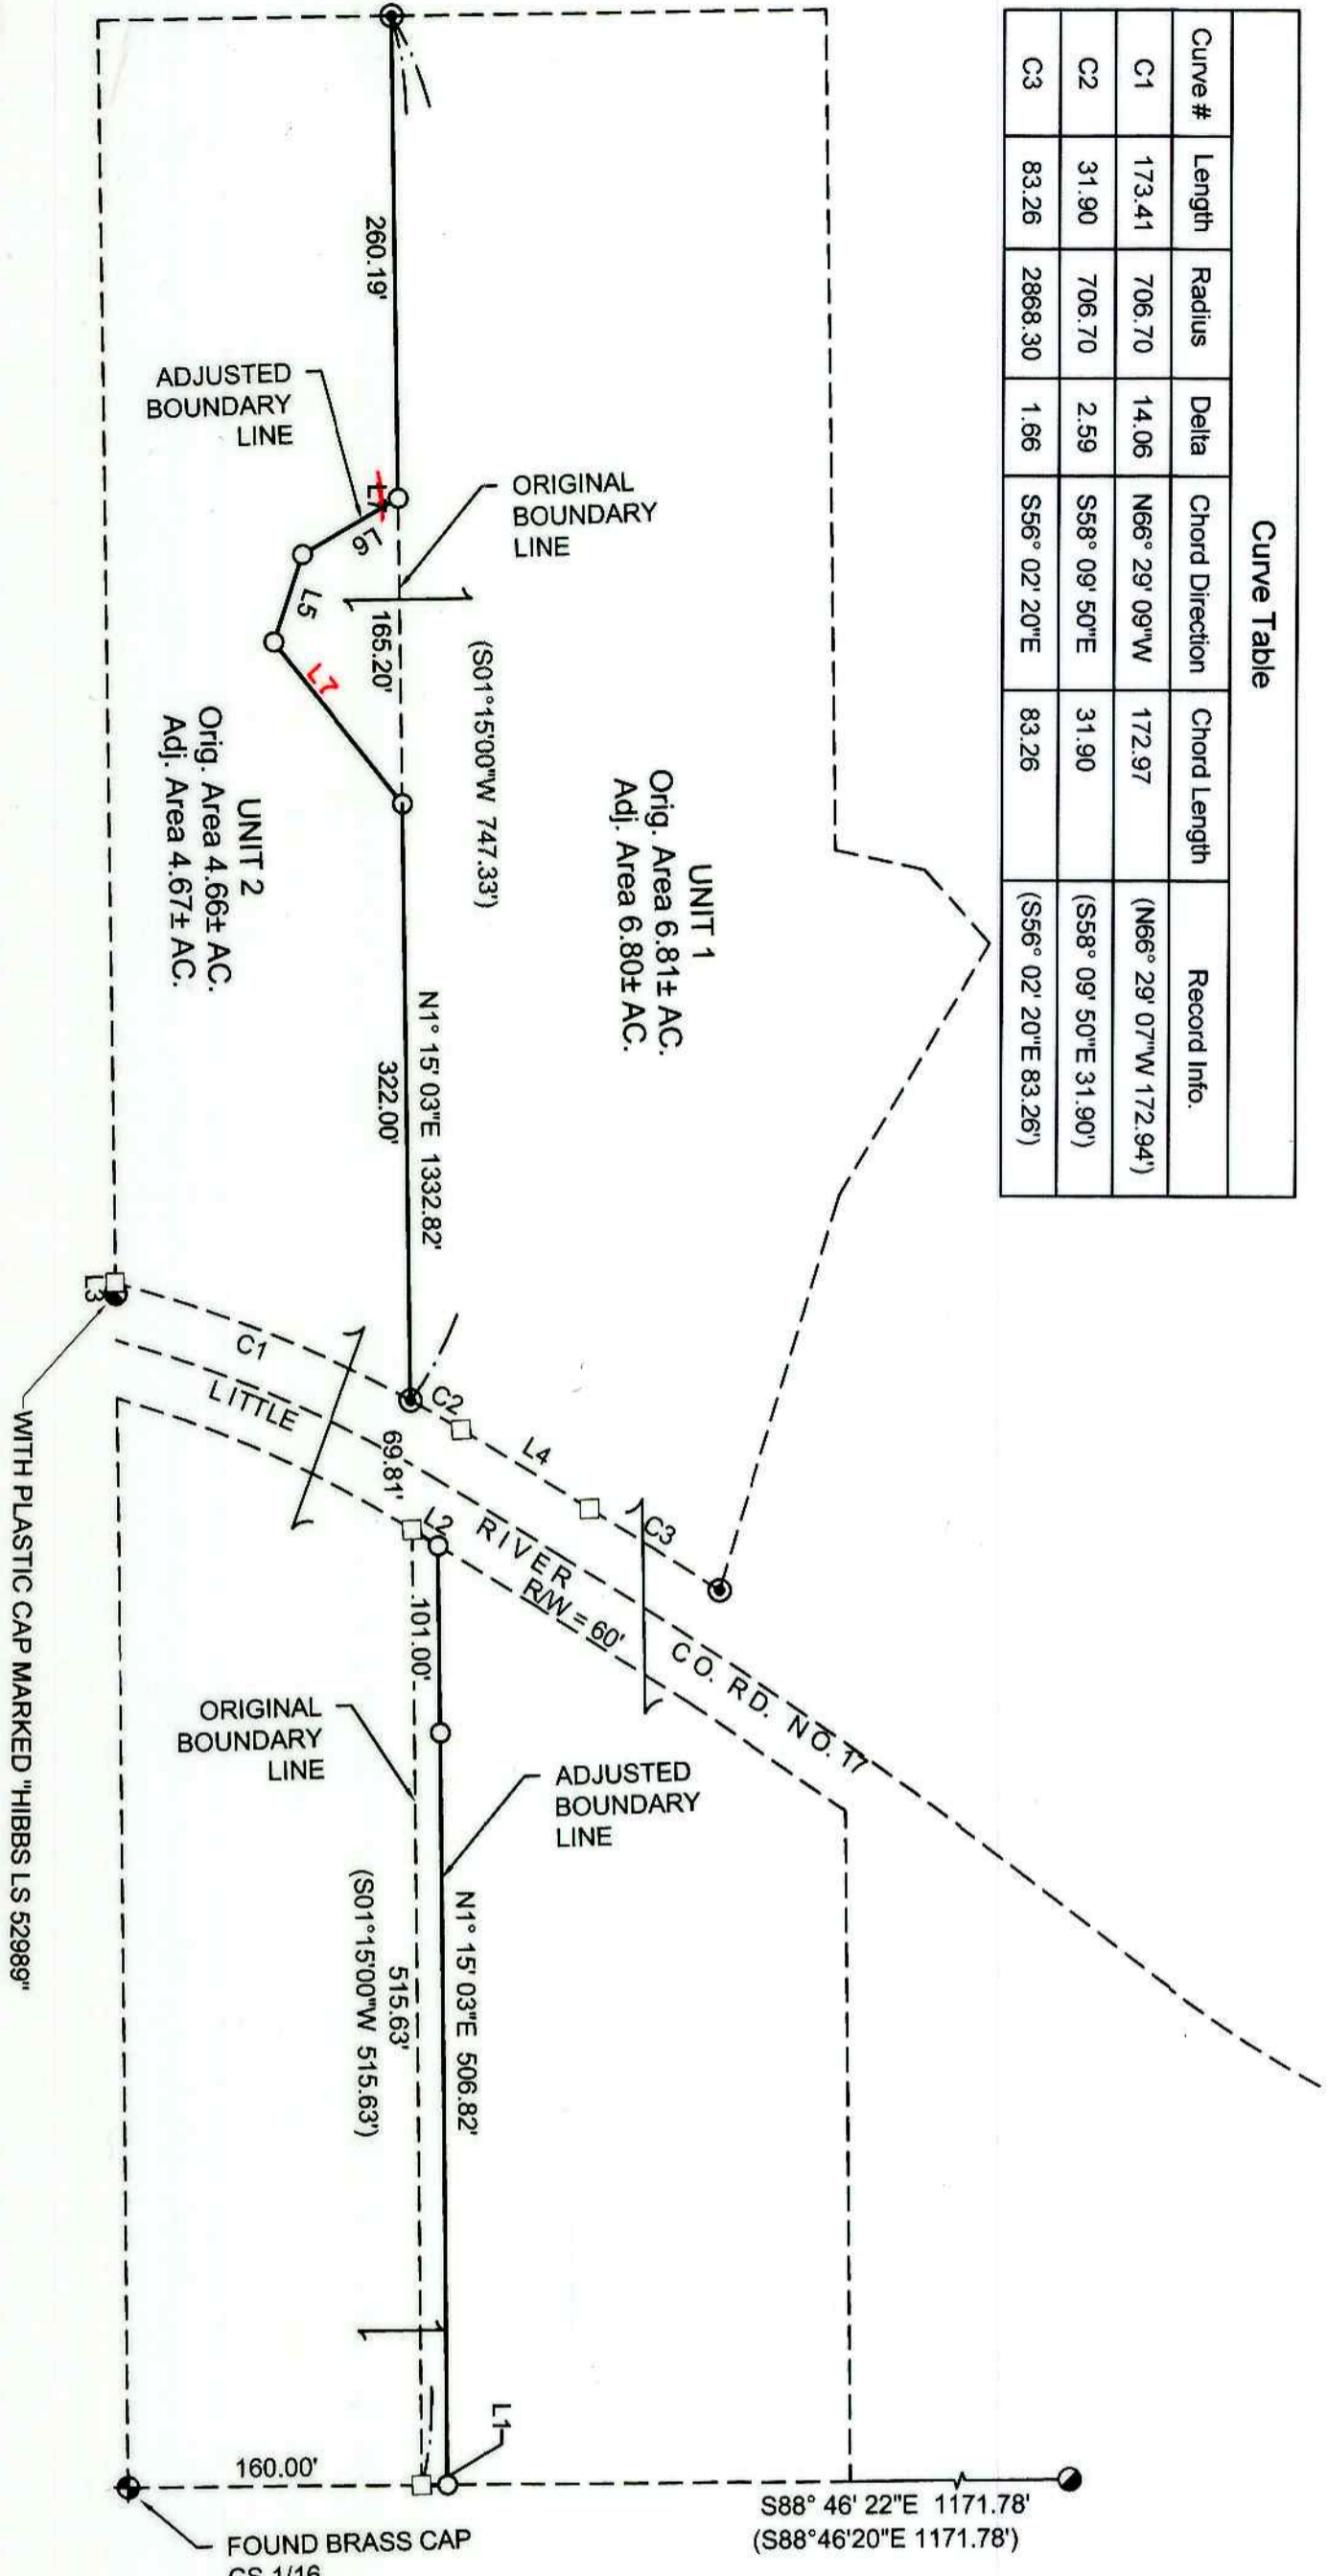 Curve Table
Curve # Length Radius Delta Chord Direction Chord Length Record Info.
C1 173.41 706.70 14.06 N66° 29' 09"W 172.97 (N66° 29' 07"W 172.94')
C2 31.90 706.70 2.59 S58° 09' 50"E 31.90 (S58° 09' 50"E 31.90')
C3 83.26 2868.30 1.66 S56° 02' 20"E 83.26 (S56° 02' 20"E 83.26')
260.19'
ADJUSTED
BOUNDARY
LINE
ORIGINAL
BOUNDARY
LINE
L7
L6
L5
L7
165.20'
(S01°15'00"W 747.33')
UNIT 1
Orig. Area 6.81± AC.
Adj. Area 6.80± AC.
UNIT 2
Orig. Area 4.66± AC.
Adj. Area 4.67± AC.
N1° 15' 03"E 1332.82'
322.00'
L3
WITH PLASTIC CAP MARKED "HIBBS LS 52989"
C1
C2
L4
C3
LITTLE RIVER CO. RD. NO. 17
R/W = 60'
69.81'
L2
101.00'
ORIGINAL
BOUNDARY
LINE
ADJUSTED
BOUNDARY
LINE
N1° 15' 03"E 506.82'
515.63'
(S01°15'00"W 515.63')
L1
160.00'
S88° 46' 22"E 1171.78'
(S88°46'20"E 1171.78')
FOUND BRASS CAP
CS 1/16